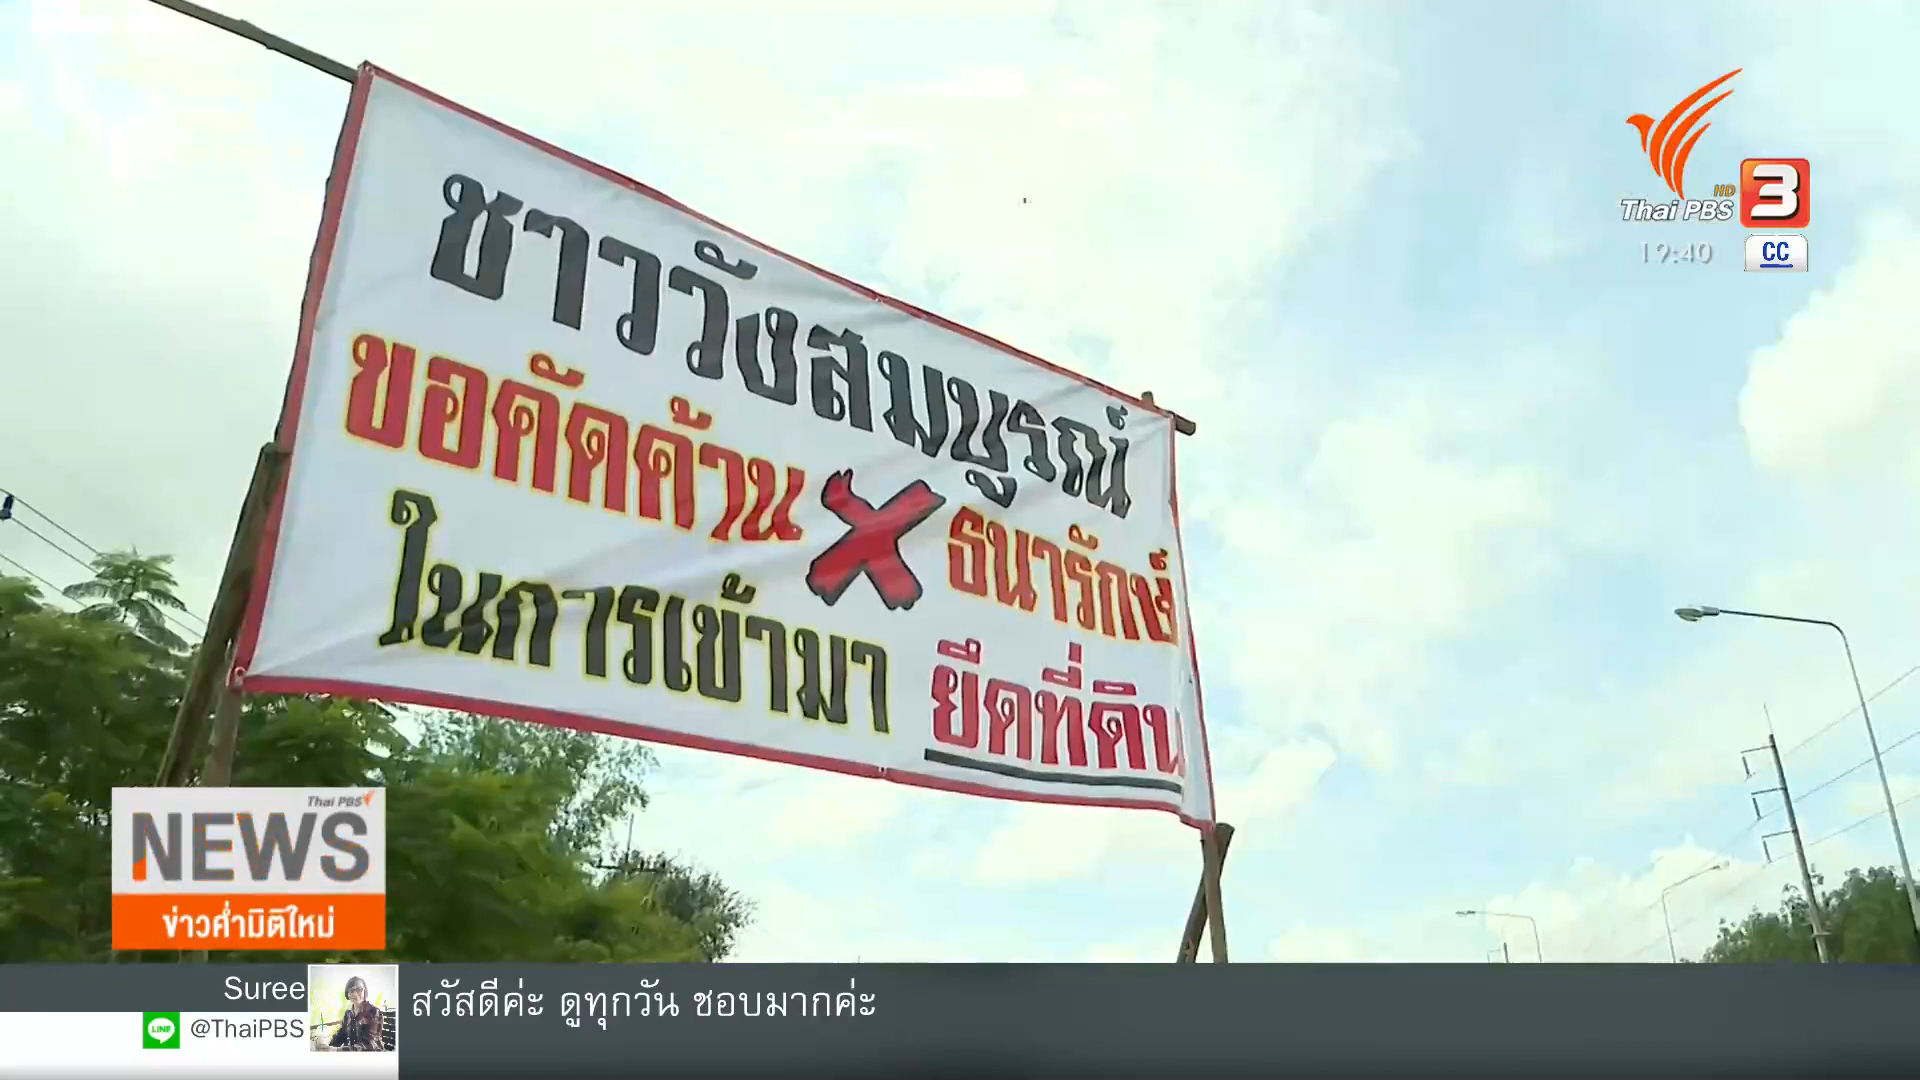 ชาววังสมบูรณ์
ขอคัดค้าน ธนารักษ์
ในการเข้ามา ยึดที่ดิน
HD
Thai PBS 3
19:40 CC
Thai PBS
NEWS
ข่าวค่ำมิติใหม่
Suree
LINE @ThaiPBS
สวัสดีค่ะ ดูทุกวัน ชอบมากค่ะ